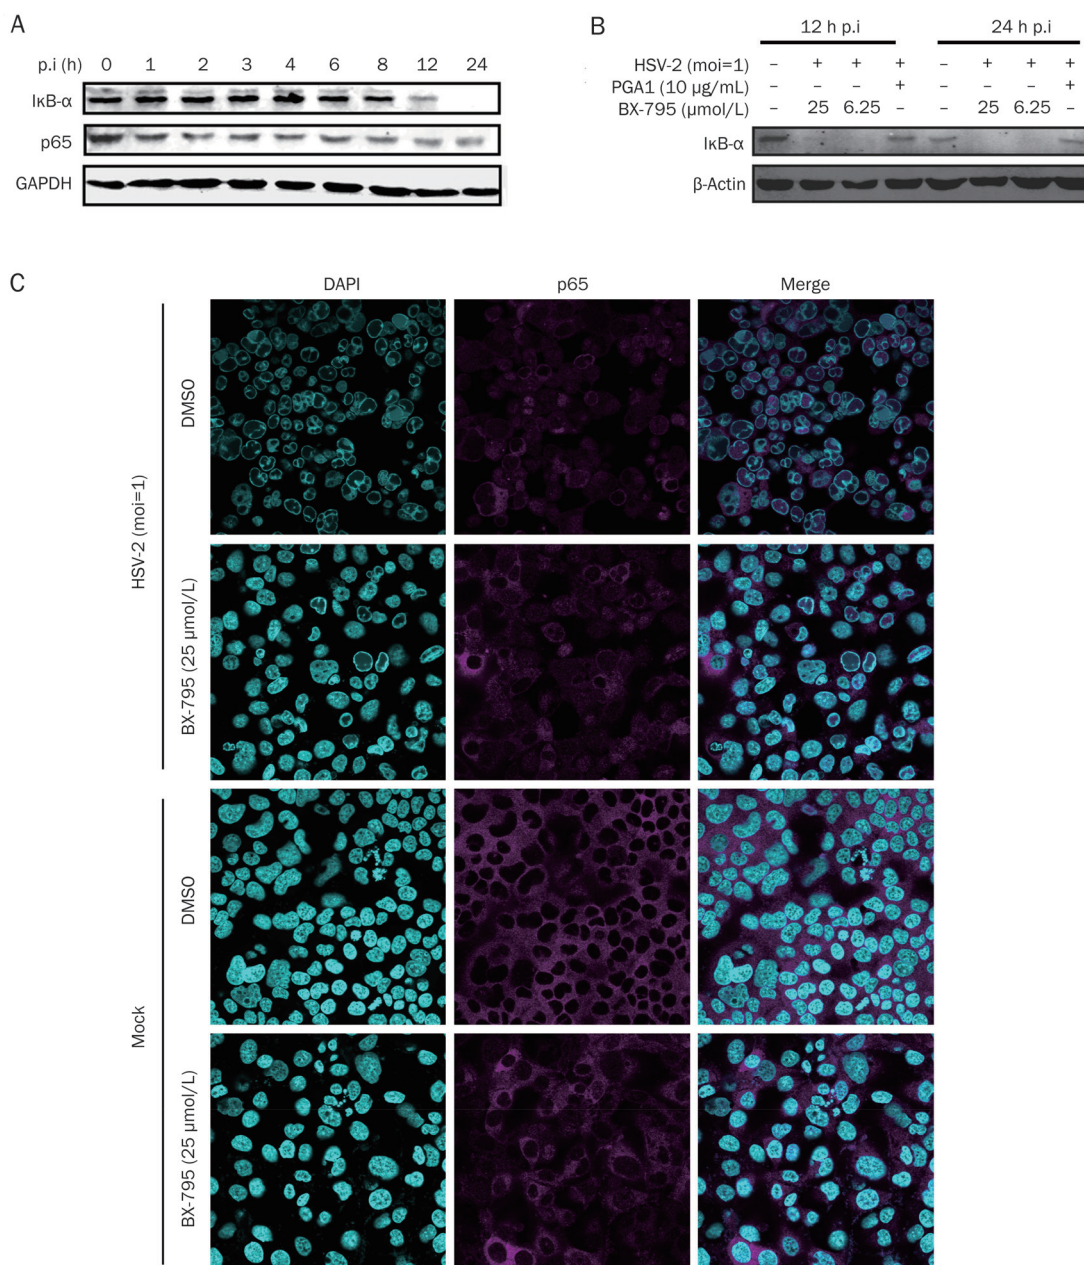 A
p.i (h) 0 1 2 3 4 6 8 12 24
IκB-α
p65
GAPDH
B
12 h p.i 24 h p.i
HSV-2 (moi=1) – + + + – + + +
PGA1 (10 µg/mL) – + – +
BX-795 (µmol/L) – 25 6.25 – 25 6.25
IκB-α
β-Actin
C
DAPI p65 Merge
HSV-2 (moi=1)
DMSO
BX-795 (25 µmol/L)
Mock
DMSO
BX-795 (25 µmol/L)